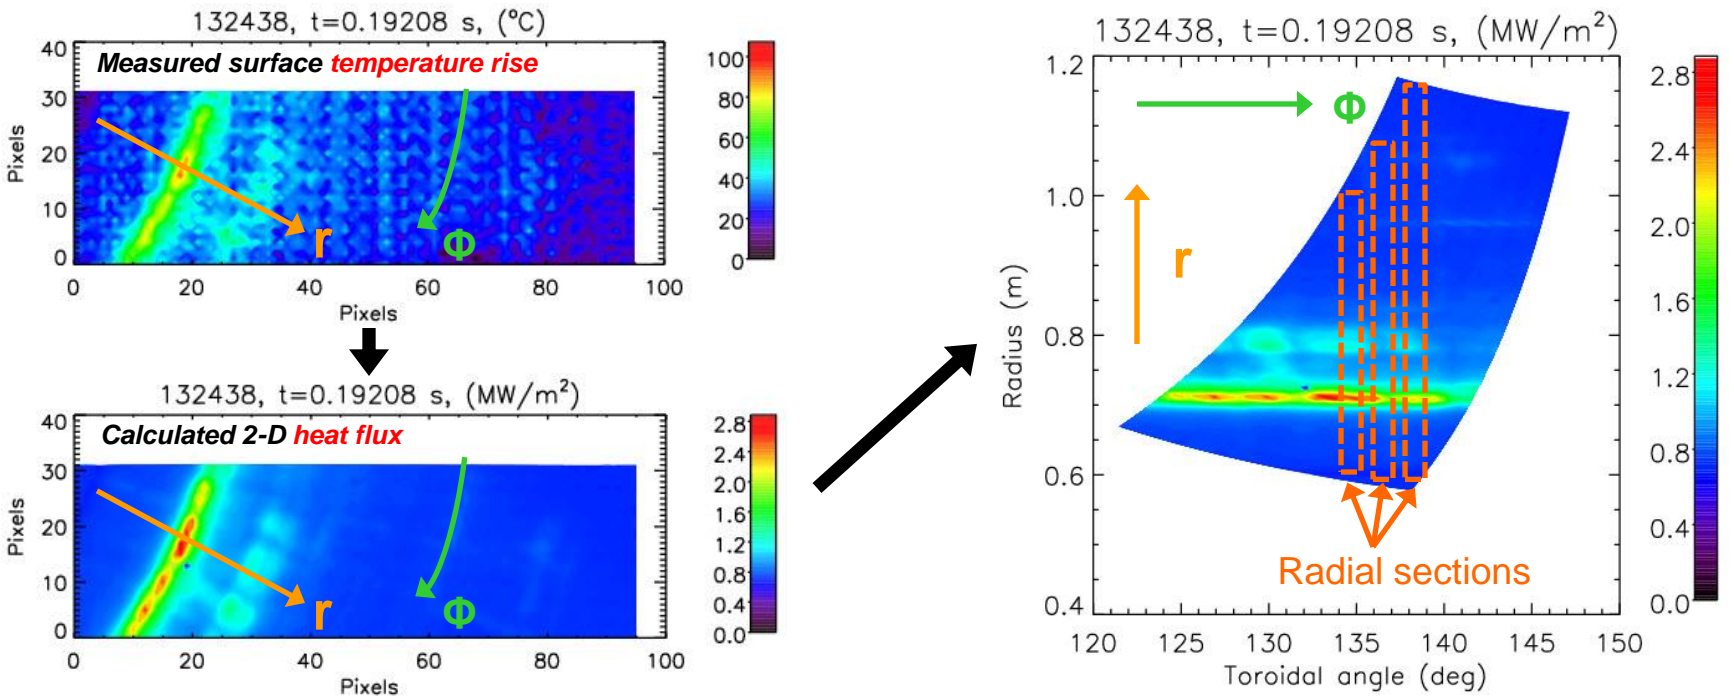 132438, t=0.19208 s, (°C)
Measured surface temperature rise
40
30
20
10
0
Pixels
r
Φ
0 20 40 60 80 100
Pixels
100
80
60
40
20
0
132438, t=0.19208 s, (MW/m²)
Calculated 2-D heat flux
40
30
20
10
0
Pixels
r
Φ
0 20 40 60 80 100
Pixels
2.8
2.4
2.0
1.6
1.2
0.8
0.4
0.0
132438, t=0.19208 s, (MW/m²)
1.2
1.0
0.8
0.6
0.4
Radius (m)
Φ
r
Radial sections
120 125 130 135 140 145 150
Toroidal angle (deg)
2.8
2.4
2.0
1.6
1.2
0.8
0.4
0.0